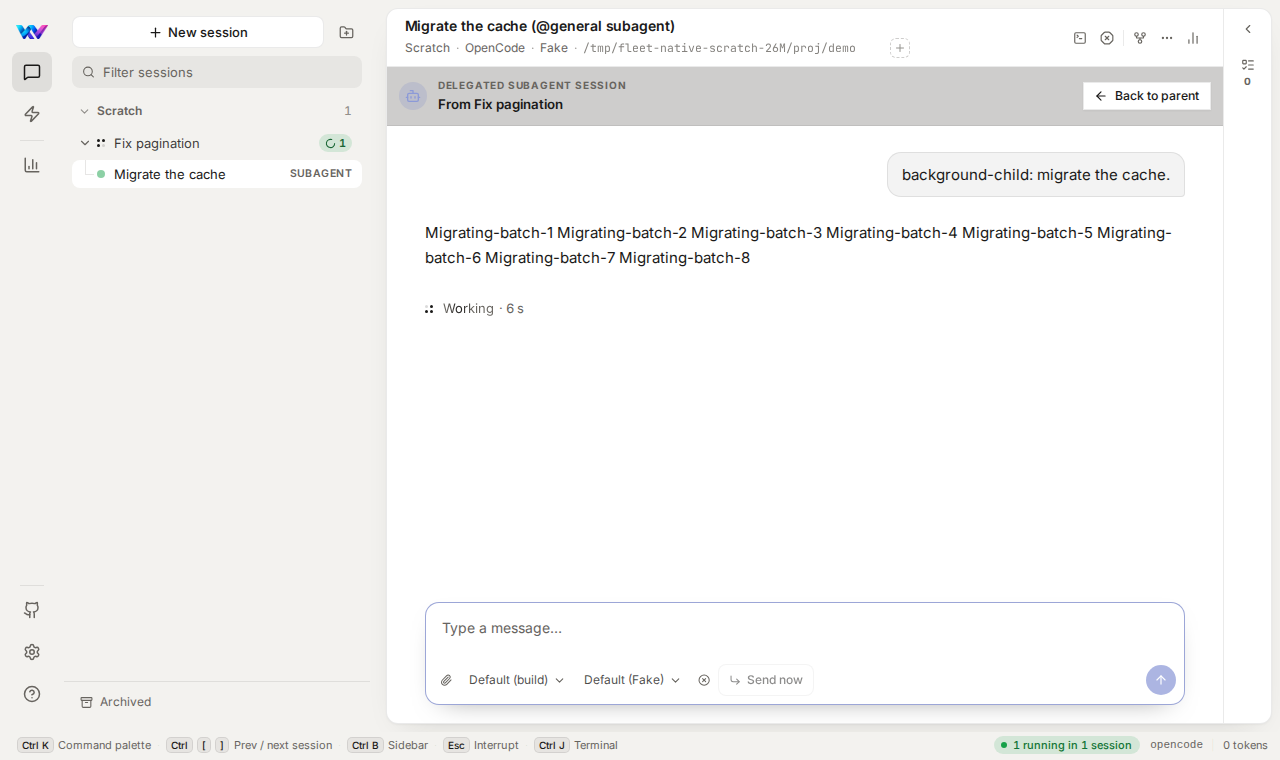 New session
Filter sessions
Scratch 1
Fix pagination 1
Migrate the cache SUBAGENT
Archived
Migrate the cache (@general subagent)
Scratch · OpenCode · Fake · /tmp/fleet-native-scratch-26M/proj/demo
0
DELEGATED SUBAGENT SESSION
From Fix pagination
Back to parent
background-child: migrate the cache.
Migrating-batch-1 Migrating-batch-2 Migrating-batch-3 Migrating-batch-4 Migrating-batch-5 Migrating-
batch-6 Migrating-batch-7 Migrating-batch-8
Working · 6 s
Type a message...
Default (build) Default (Fake) Send now
Ctrl K Command palette Ctrl [ ] Prev / next session Ctrl B Sidebar Esc Interrupt Ctrl J Terminal 1 running in 1 session opencode 0 tokens